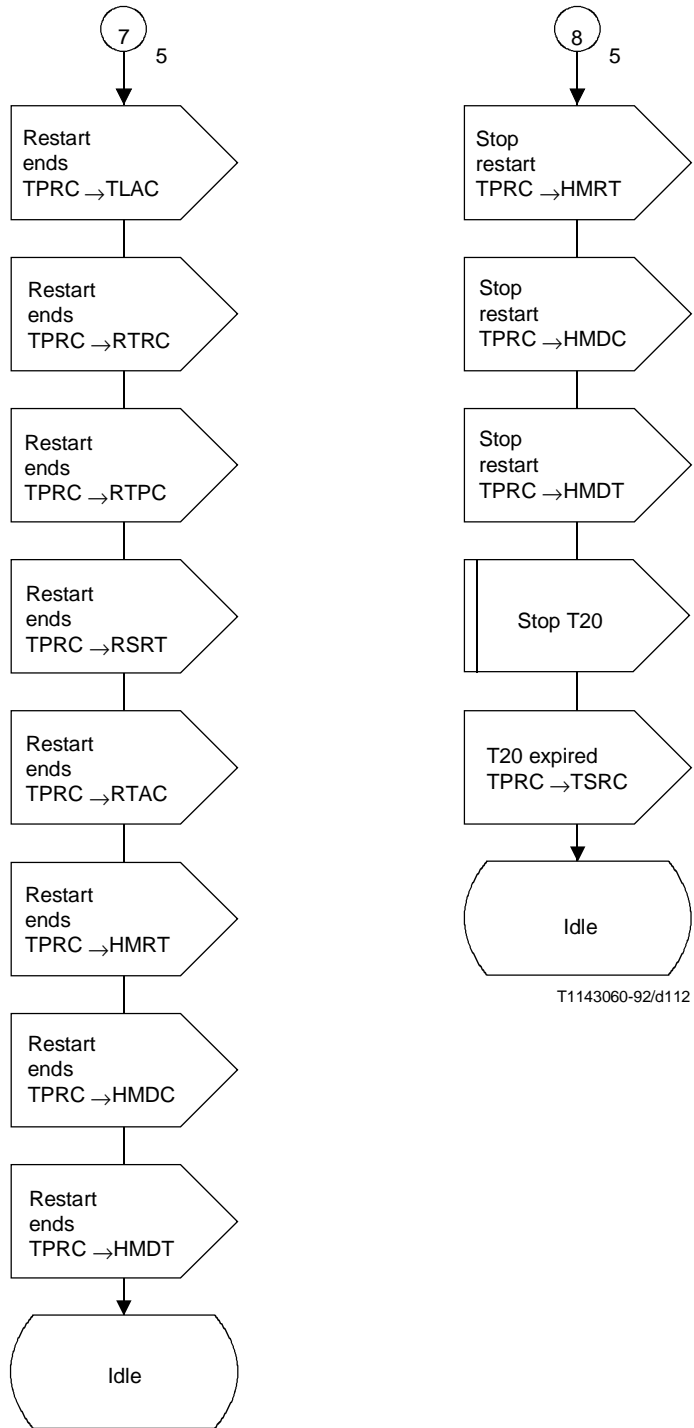 7
5
Restart
ends
TPRC →TLAC
Restart
ends
TPRC →RTRC
Restart
ends
TPRC →RTPC
Restart
ends
TPRC →RSRT
Restart
ends
TPRC →RTAC
Restart
ends
TPRC →HMRT
Restart
ends
TPRC →HMDC
Restart
ends
TPRC →HMDT
Idle
8
5
Stop
restart
TPRC →HMRT
Stop
restart
TPRC →HMDC
Stop
restart
TPRC →HMDT
Stop T20
T20 expired
TPRC →TSRC
Idle
T1143060-92/d112